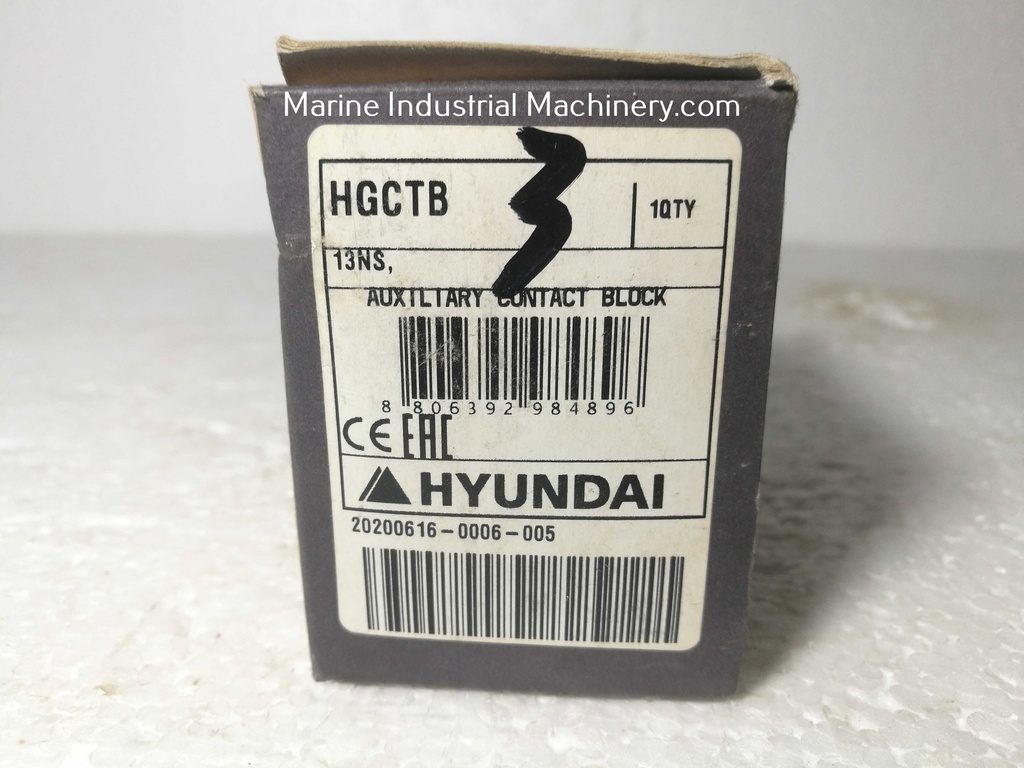 Marine Industrial Machinery.com
3
HGCTB
1QTY
13NS,
AUXILIARY CONTACT BLOCK
8 806392 984896
CE EAC
HYUNDAI
20200616-0006-005